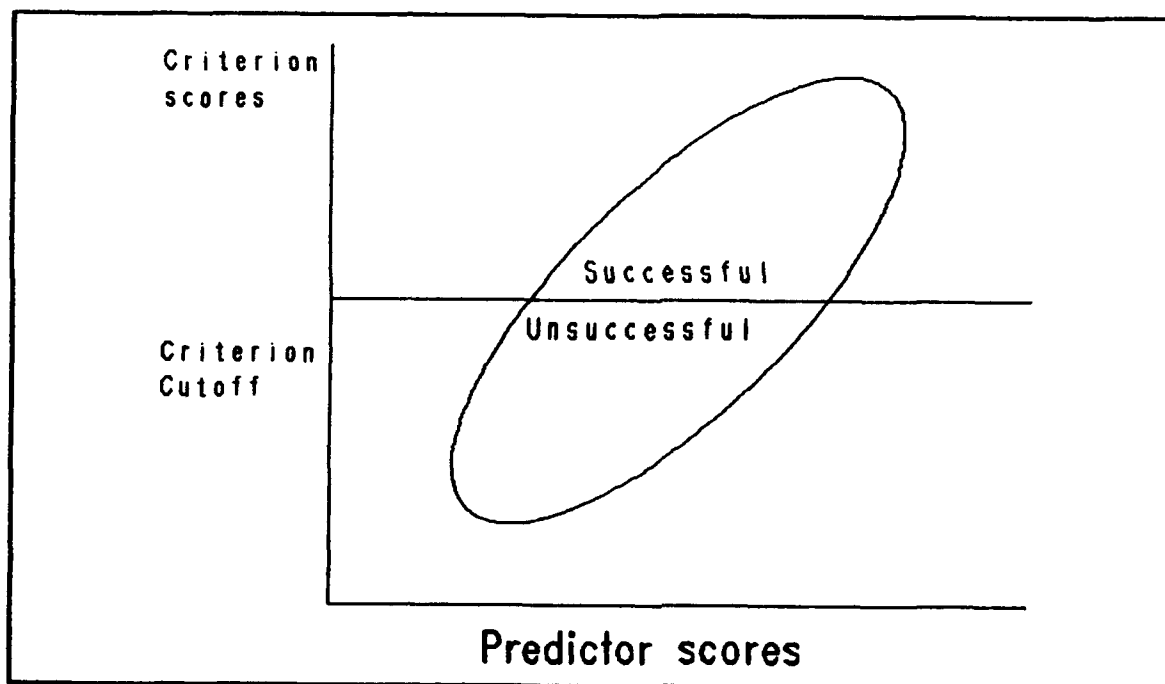 Criterion
scores
Successful
Unsuccessful
Criterion
Cutoff
Predictor scores